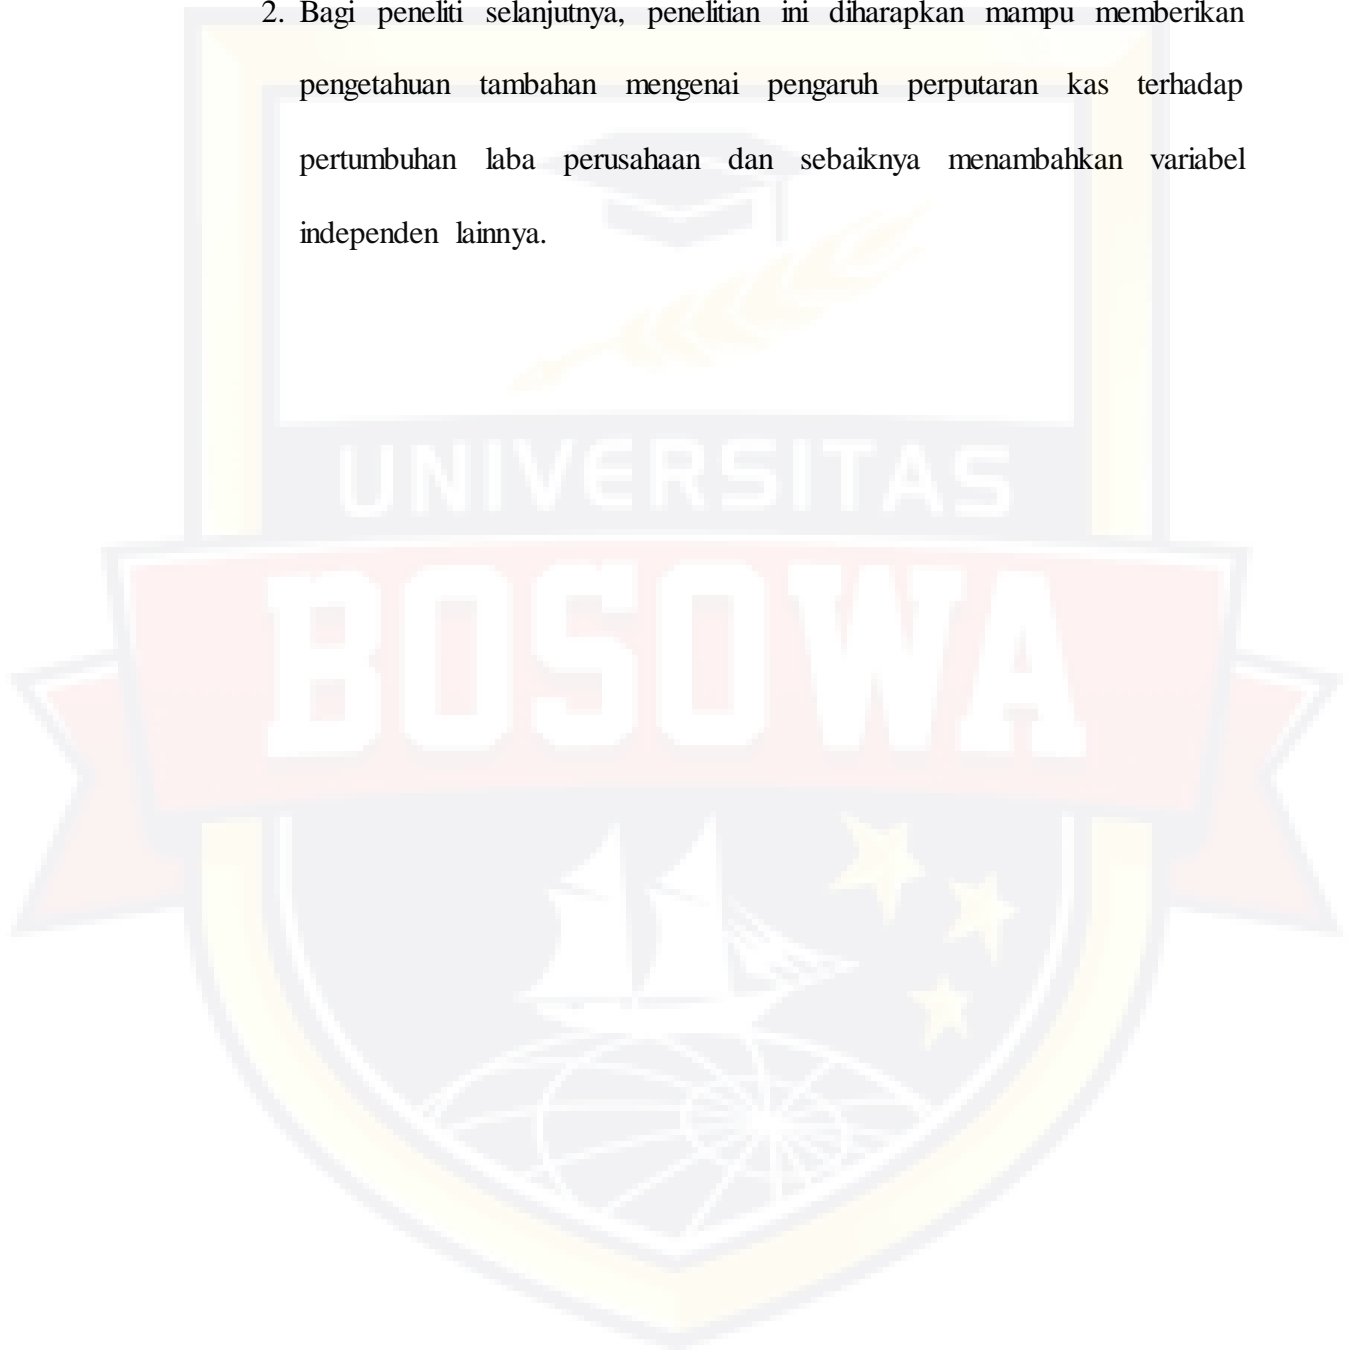 2. Bagi peneliti selanjutnya, penelitian ini diharapkan mampu memberikan
pengetahuan tambahan mengenai pengaruh perputaran kas terhadap
pertumbuhan laba perusahaan dan sebaiknya menambahkan variabel
independen lainnya.
UNIVERSITAS
BOSOWA